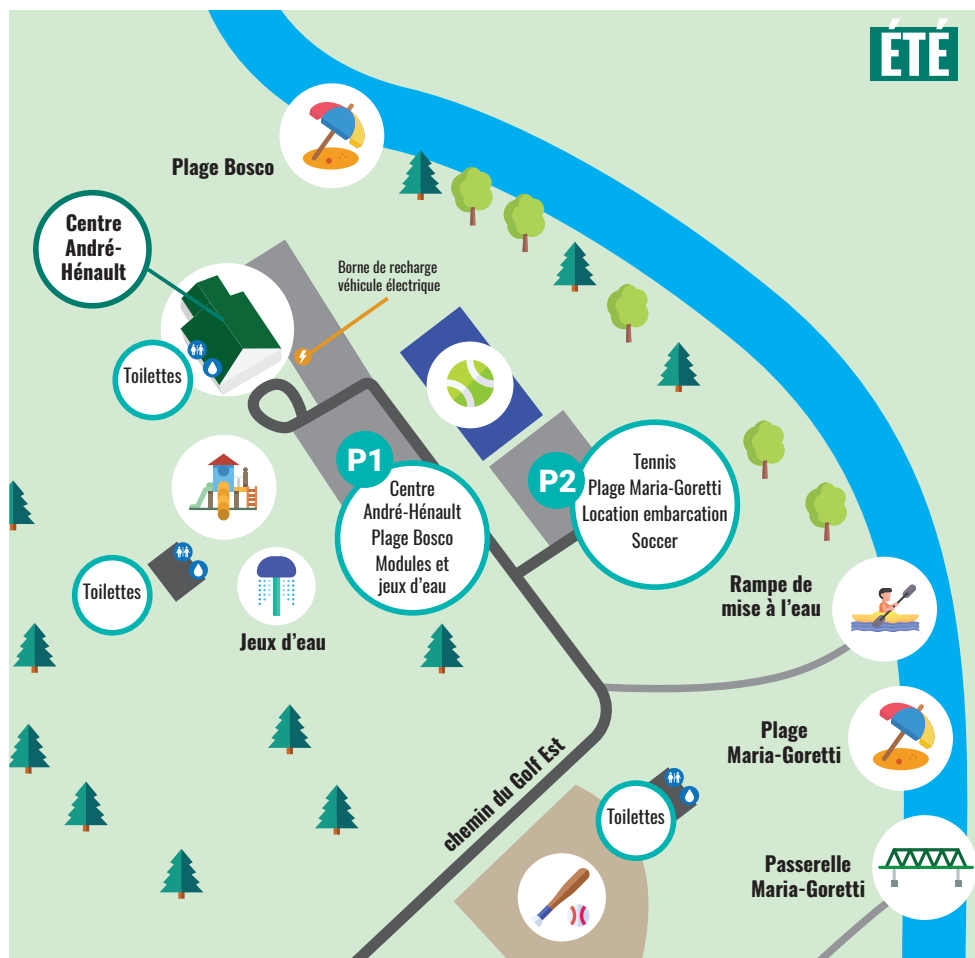 ÉTÉ
Plage Bosco
Centre
André-
Hénault
Borne de recharge
véhicule électrique
Toilettes
P1
Centre
André-Hénault
Plage Bosco
Modules et
jeux d'eau
P2
Tennis
Plage Maria-Goretti
Location embarcation
Soccer
Toilettes
Jeux d'eau
Rampe de
mise à l'eau
Plage
Maria-Goretti
chemin du Golf Est
Toilettes
Passerelle
Maria-Goretti